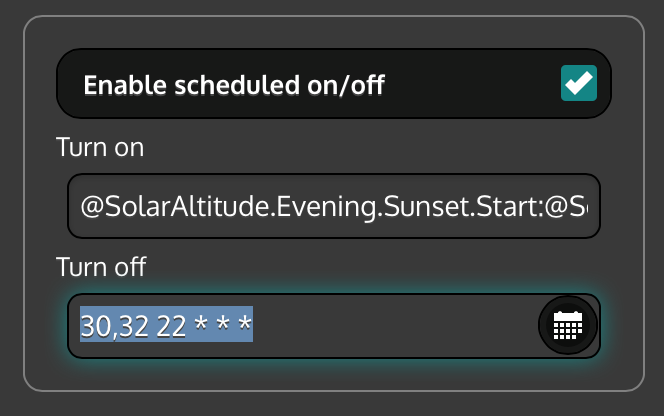 Enable scheduled on/off
Turn on
@SolarAltitude.Evening.Sunset.Start:@S
Turn off
30,32 22 * * *